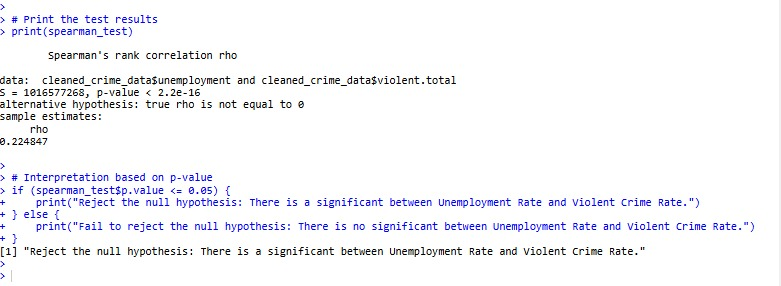 >
> # Print the test results
> print(spearman_test)
Spearman's rank correlation rho
data: cleaned_crime_data$unemployment and cleaned_crime_data$violent.total
S = 1016577268, p-value < 2.2e-16
alternative hypothesis: true rho is not equal to 0
sample estimates:
rho
0.224847
>
> # Interpretation based on p-value
> if (spearman_test$p.value <= 0.05) {
+     print("Reject the null hypothesis: There is a significant between Unemployment Rate and Violent Crime Rate.")
+ } else {
+     print("Fail to reject the null hypothesis: There is no significant between Unemployment Rate and Violent Crime Rate.")
+ }
[1] "Reject the null hypothesis: There is a significant between Unemployment Rate and Violent Crime Rate."
>
>